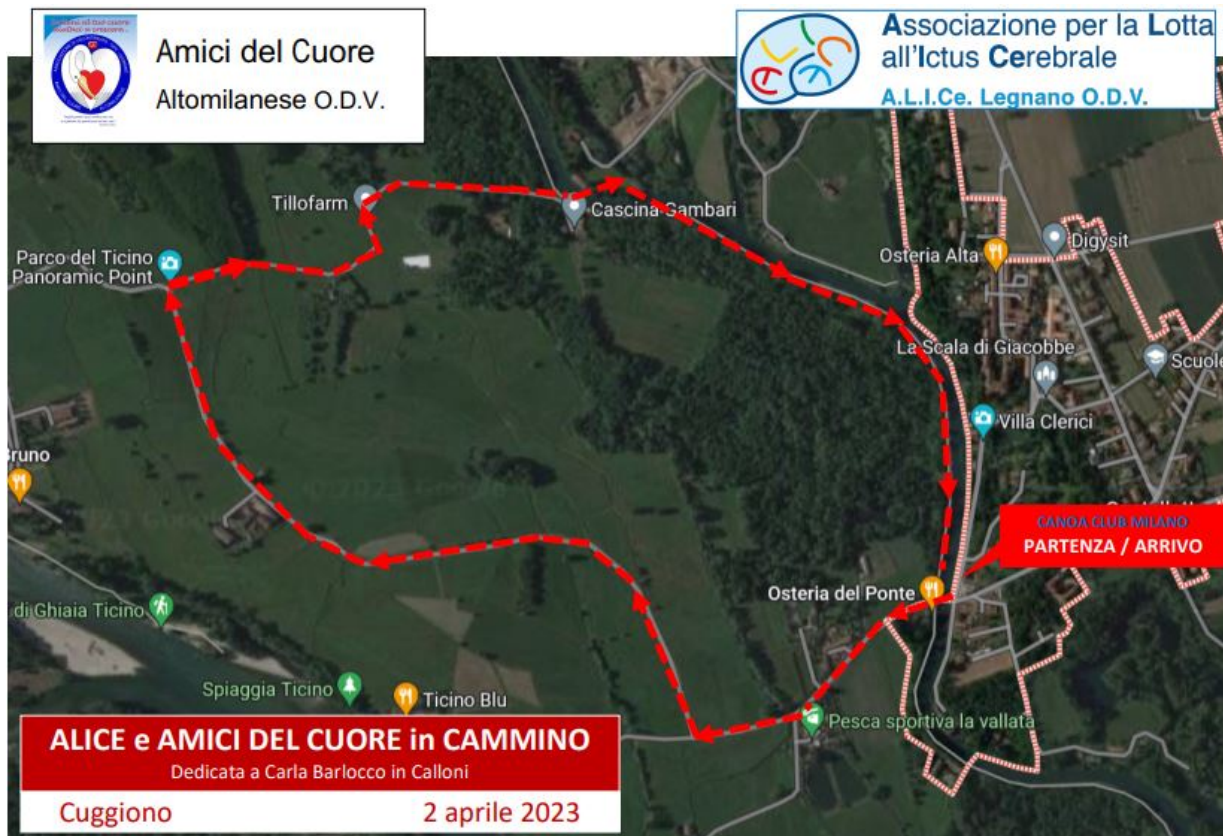 Amici del Cuore
Altomilanese O.D.V.
Associazione per la Lotta
all'Ictus Cerebrale
A.L.I.Ce. Legnano O.D.V.
Tillofarm
Cascina Gambari
Parco del Ticino
Panoramic Point
Osteria Alta
Digysit
La Scala di Giacobbe
Scuole
Villa Clerici
Bruno
CANOA CLUB MILANO
PARTENZA / ARRIVO
Osteria del Ponte
di Ghiaia Ticino
Spiaggia Ticino
Ticino Blu
Pesca sportiva la vallata
ALICE e AMICI DEL CUORE in CAMMINO
Dedicata a Carla Barlocco in Calloni
Cuggiono 2 aprile 2023